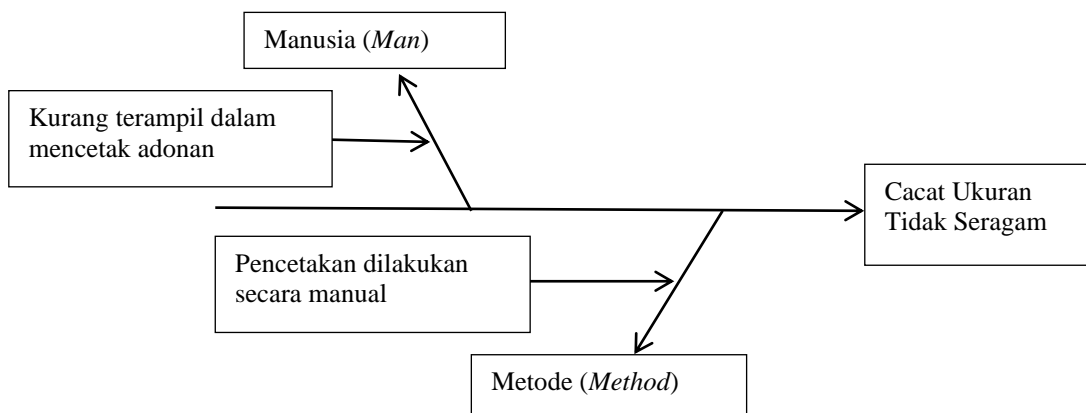 Manusia (Man)
Kurang terampil dalam
mencetak adonan
Cacat Ukuran
Tidak Seragam
Pencetakan dilakukan
secara manual
Metode (Method)